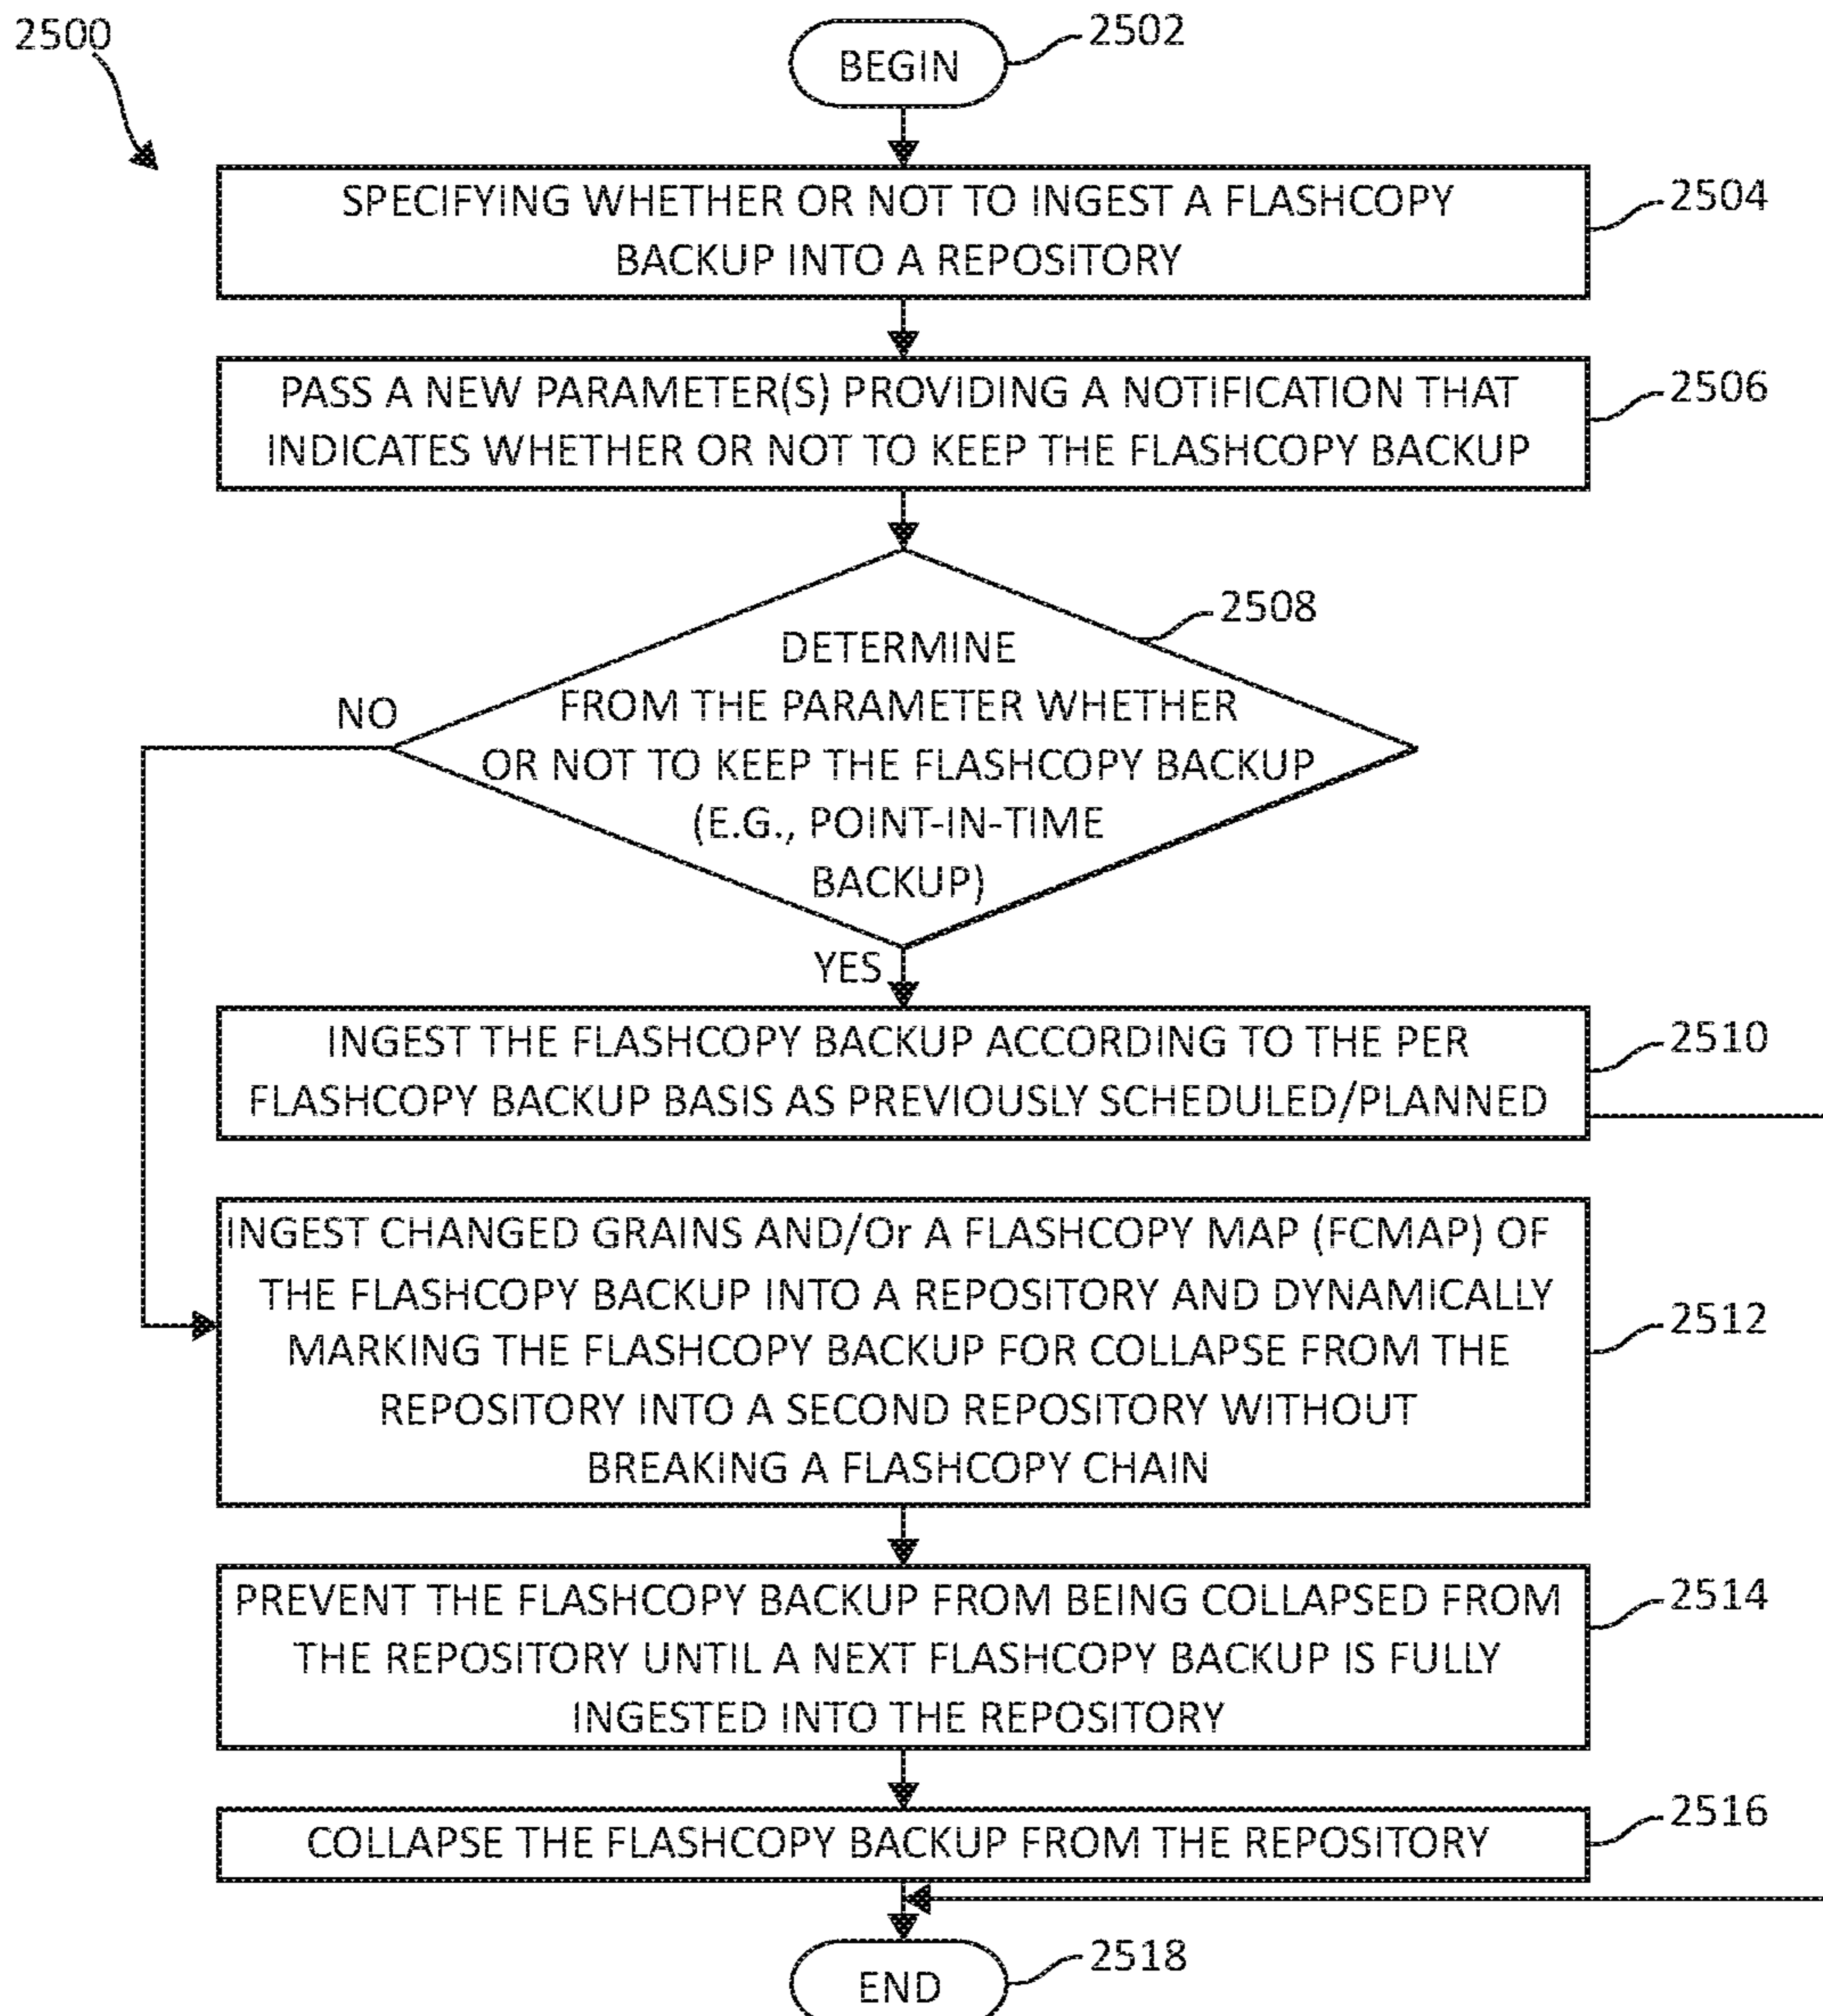 2500
BEGIN
2502
SPECIFYING WHETHER OR NOT TO INGEST A FLASHCOPY
BACKUP INTO A REPOSITORY
2504
PASS A NEW PARAMETER(S) PROVIDING A NOTIFICATION THAT
INDICATES WHETHER OR NOT TO KEEP THE FLASHCOPY BACKUP
2506
DETERMINE
FROM THE PARAMETER WHETHER
OR NOT TO KEEP THE FLASHCOPY BACKUP
(E.G., POINT-IN-TIME
BACKUP)
2508
NO
YES
INGEST THE FLASHCOPY BACKUP ACCORDING TO THE PER
FLASHCOPY BACKUP BASIS AS PREVIOUSLY SCHEDULED/PLANNED
2510
INGEST CHANGED GRAINS AND/Or A FLASHCOPY MAP (FCMAP) OF
THE FLASHCOPY BACKUP INTO A REPOSITORY AND DYNAMICALLY
MARKING THE FLASHCOPY BACKUP FOR COLLAPSE FROM THE
REPOSITORY INTO A SECOND REPOSITORY WITHOUT
BREAKING A FLASHCOPY CHAIN
2512
PREVENT THE FLASHCOPY BACKUP FROM BEING COLLAPSED FROM
THE REPOSITORY UNTIL A NEXT FLASHCOPY BACKUP IS FULLY
INGESTED INTO THE REPOSITORY
2514
COLLAPSE THE FLASHCOPY BACKUP FROM THE REPOSITORY
2516
END
2518